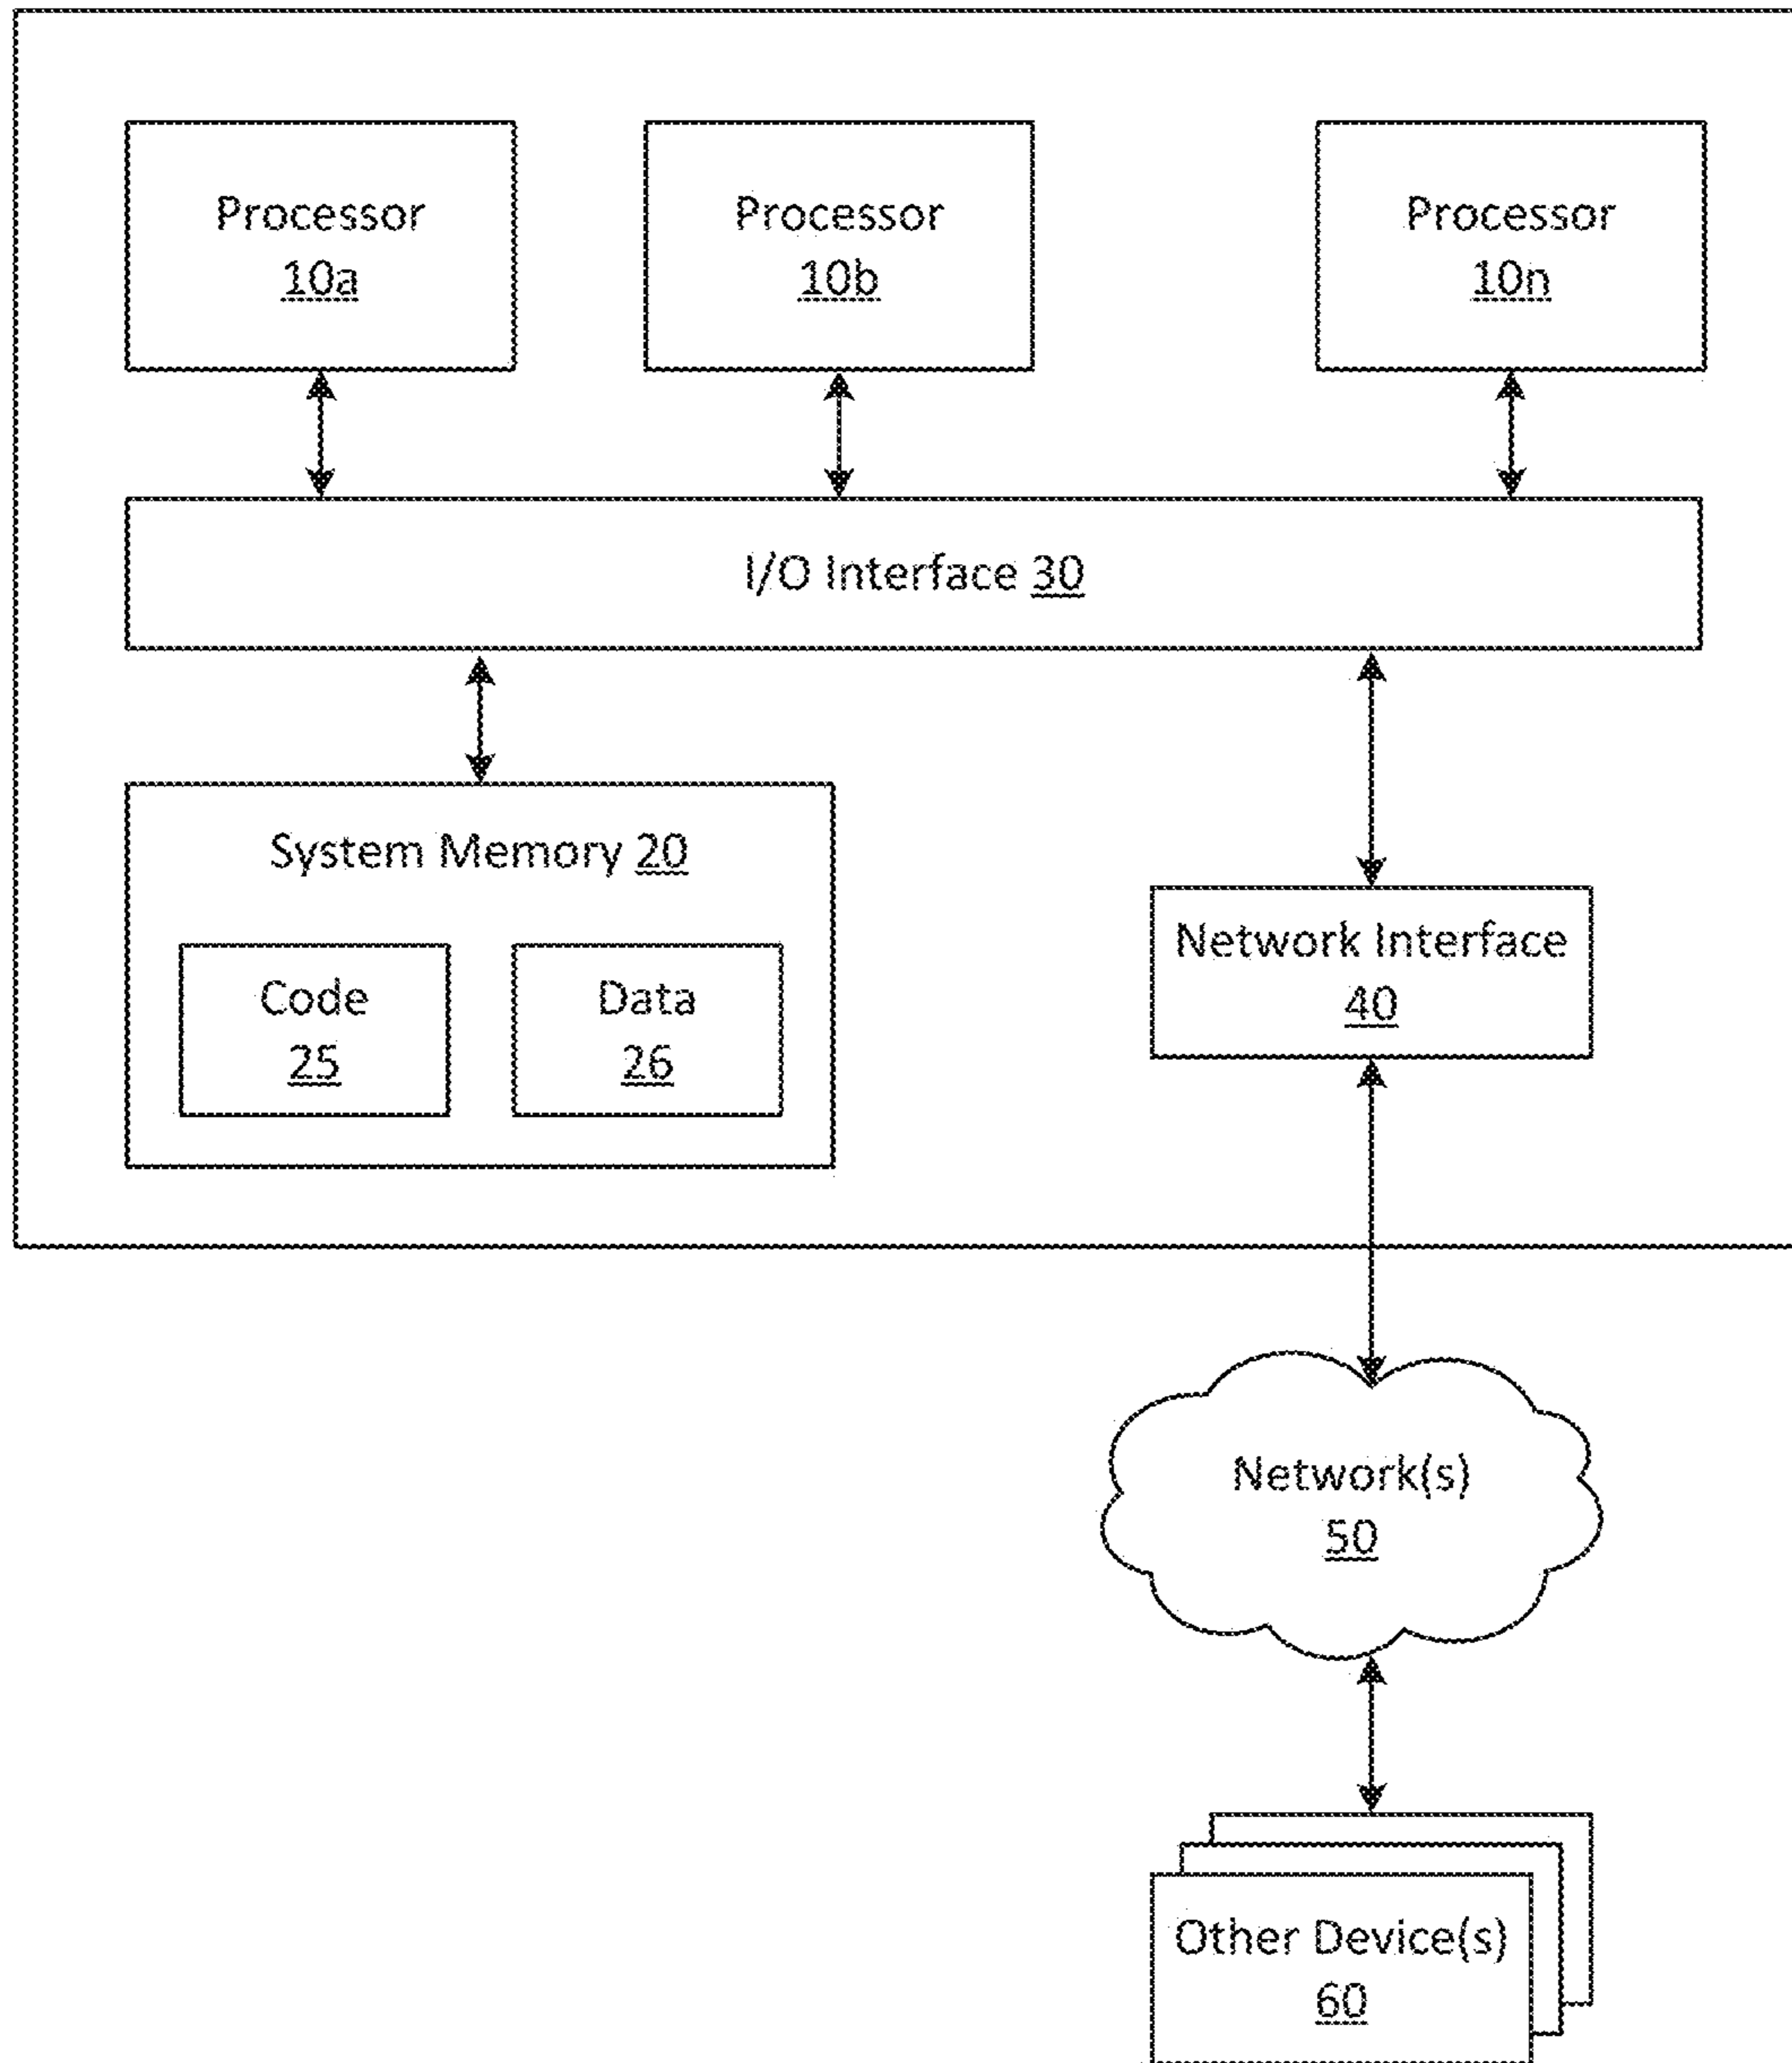 Processor
10a
Processor
10b
Processor
10n
I/O Interface 30
System Memory 20
Code
25
Data
26
Network Interface
40
Network(s)
50
Other Device(s)
60